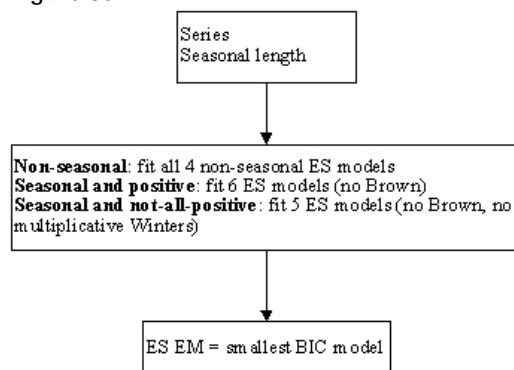 Series
Seasonal length
Non-seasonal: fit all 4 non-seasonal ES models
Seasonal and positive: fit 6 ES models (no Brown)
Seasonal and not-all-positive: fit 5 ES models (no Brown, no
multiplicative Winters)
ES EM = smallest BIC model